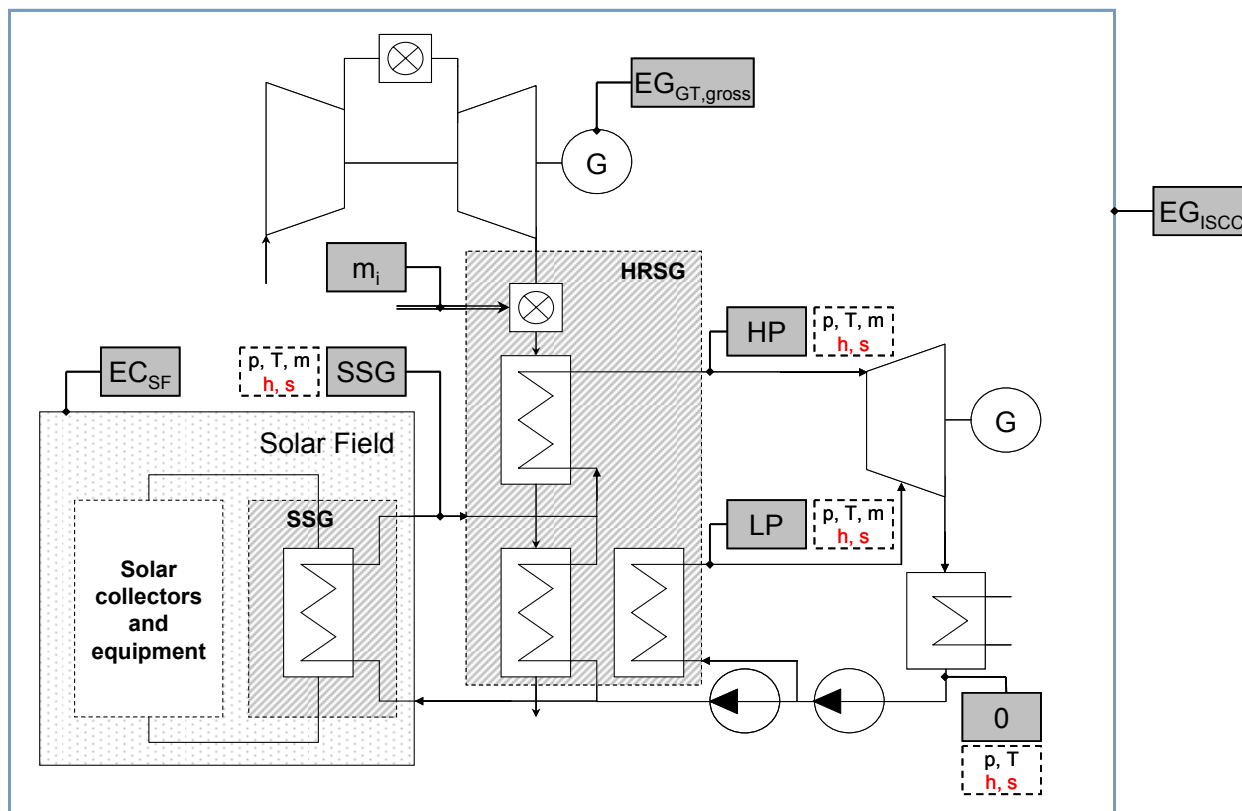 EG_GT,gross
G
EG_ISCC
m_i
HRSG
HP
p, T, m
h, s
EC_SF
p, T, m
h, s
SSG
G
Solar Field
LP
p, T, m
h, s
SSG
Solar
collectors
and
equipment
0
p, T
h, s